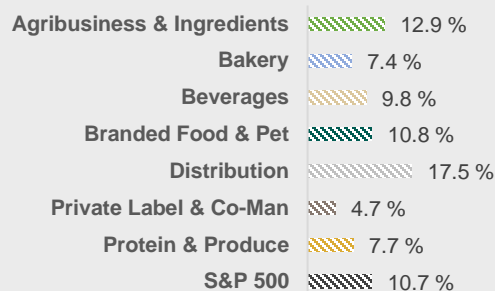 Agribusiness & Ingredients 12.9 %
Bakery 7.4 %
Beverages 9.8 %
Branded Food & Pet 10.8 %
Distribution 17.5 %
Private Label & Co-Man 4.7 %
Protein & Produce 7.7 %
S&P 500 10.7 %